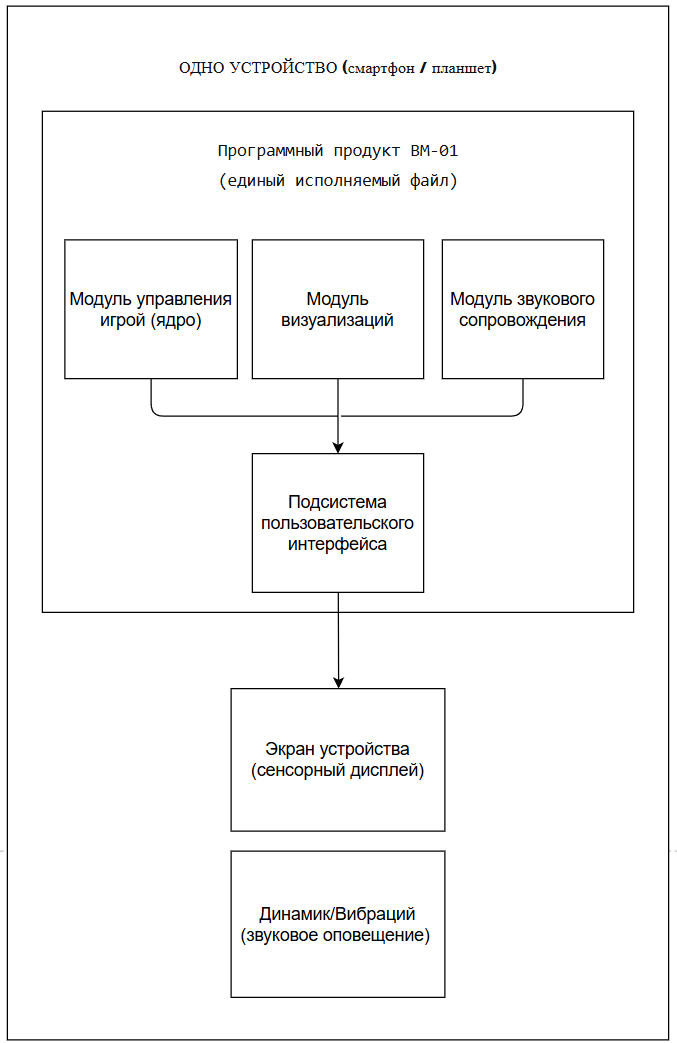 ОДНО УСТРОЙСТВО (смартфон / планшет)
Программный продукт ВМ-01
(единый исполняемый файл)
Модуль управления
игрой (ядро)
Модуль
визуализаций
Модуль звукового
сопровождения
Подсистема
пользовательского
интерфейса
Экран устройства
(сенсорный дисплей)
Динамик/Вибраций
(звуковое оповещение)